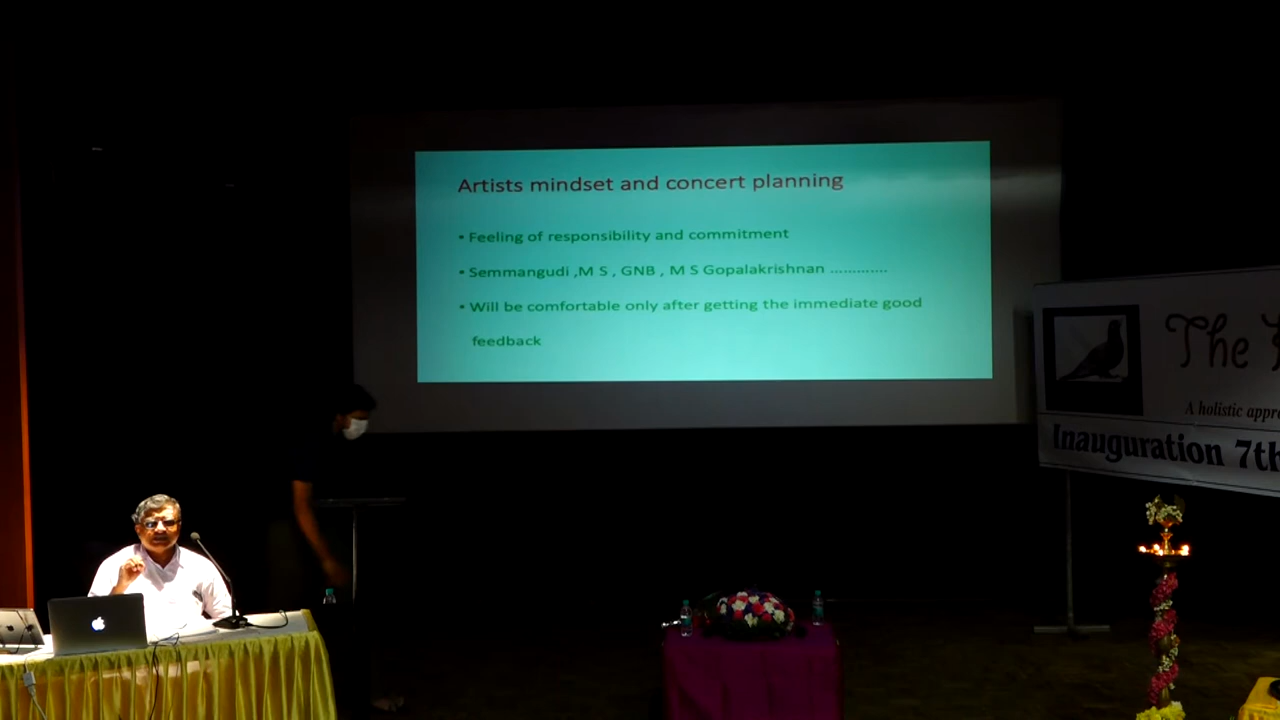 Artists mindset and concert planning
• Feeling of responsibility and commitment
• Semmangudi ,M S , GNB , M S Gopalakrishnan .............
• Will be comfortable only after getting the immediate good
feedback
The
A holistic
Inauguration 7th